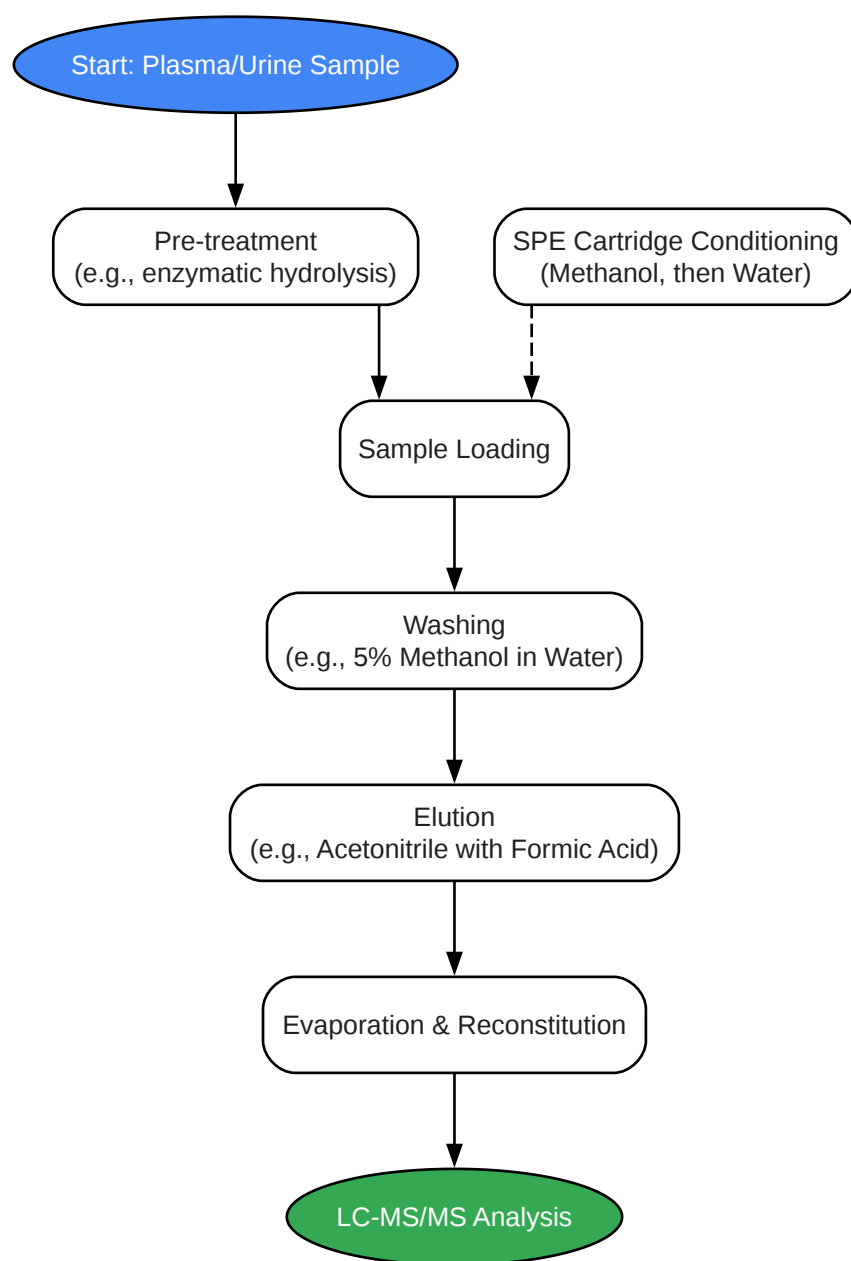 Start: Plasma/Urine Sample
Pre-treatment
(e.g., enzymatic hydrolysis)
SPE Cartridge Conditioning
(Methanol, then Water)
Sample Loading
Washing
(e.g., 5% Methanol in Water)
Elution
(e.g., Acetonitrile with Formic Acid)
Evaporation & Reconstitution
LC-MS/MS Analysis